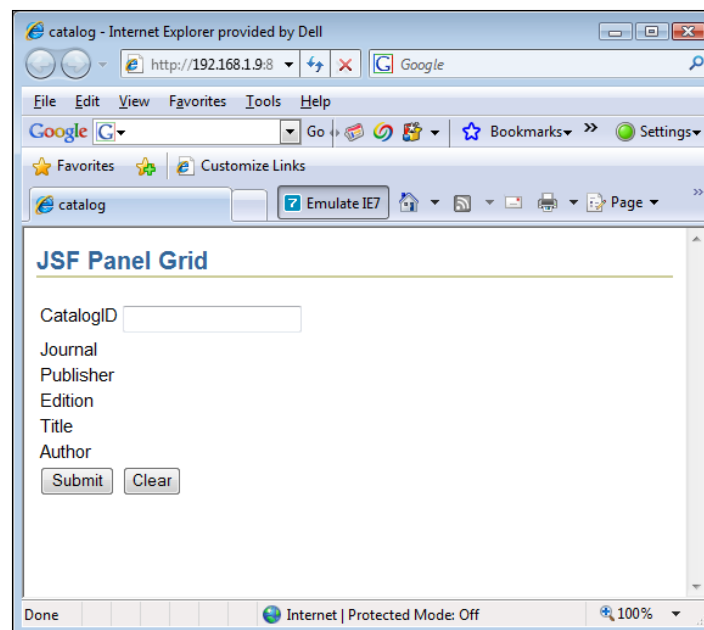 catalog - Internet Explorer provided by Dell
http://192.168.1.9:8 Google
File Edit View Favorites Tools Help
Google G Go Bookmarks >> Settings
Favorites Customize Links
catalog 7 Emulate IE7 Page >>
JSF Panel Grid
CatalogID
Journal
Publisher
Edition
Title
Author
Submit Clear
Done Internet | Protected Mode: Off 100%